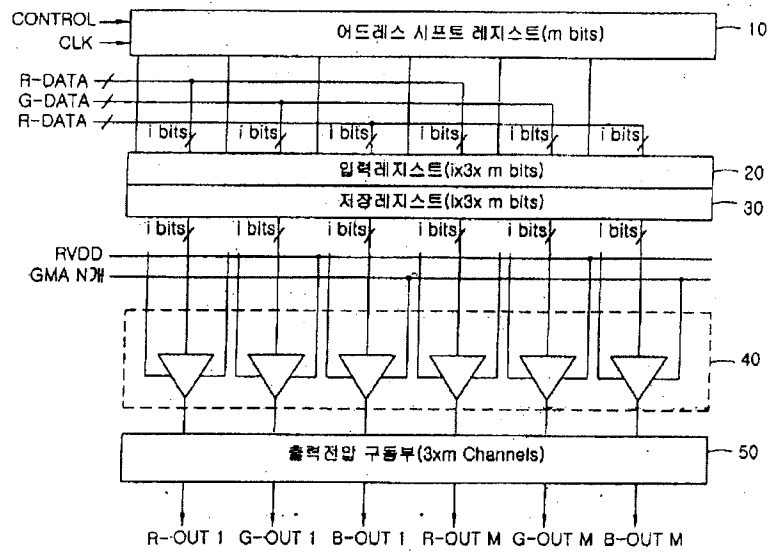 CONTROL
CLK
어드레스 시프트 레지스트(m bits)
10
R-DATA
G-DATA
R-DATA
i bits i bits i bits i bits i bits i bits
입력레지스트(ix3x m bits)
20
저장레지스트(ix3x m bits)
30
i bits i bits i bits i bits i bits i bits
RVDD
GMA N개
40
출력전압 구동부(3xm Channels)
50
R-OUT 1 G-OUT 1 B-OUT 1 R-OUT M G-OUT M B-OUT M